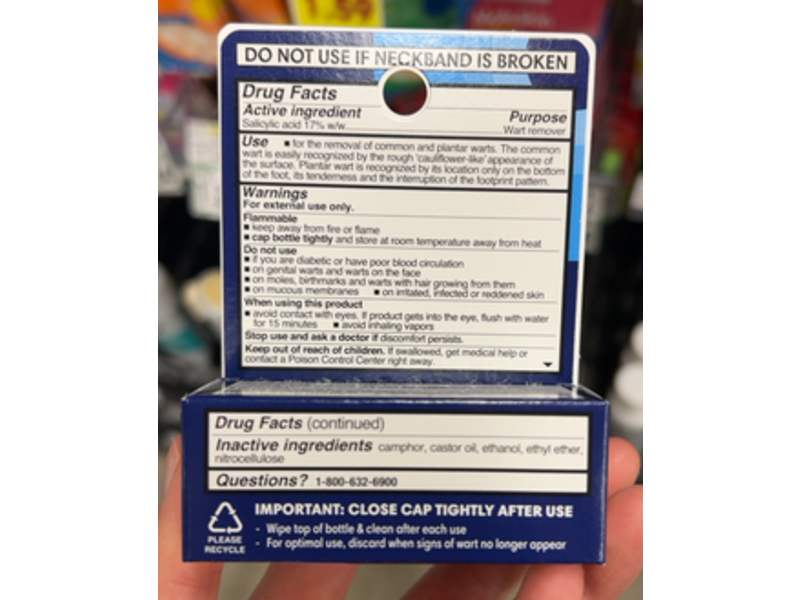 1.59
DO NOT USE IF NECKBAND IS BROKEN
Drug Facts
Active ingredient Purpose
Salicylic acid 17% w/w Wart remover
Use ■ for the removal of common and plantar warts. The common
wart is easily recognized by the rough 'cauliflower-like' appearance of
the surface. Plantar wart is recognized by its location only on the bottom
of the foot, its tenderness and the interruption of the footprint pattern.
Warnings
For external use only.
Flammable
■ keep away from fire or flame
■ cap bottle tightly and store at room temperature away from heat
Do not use
■ if you are diabetic or have poor blood circulation
■ on genital warts and warts on the face
■ on moles, birthmarks and warts with hair growing from them
■ on mucous membranes ■ on irritated, infected or reddened skin
When using this product
■ avoid contact with eyes. If product gets into the eye, flush with water
for 15 minutes ■ avoid inhaling vapors
Stop use and ask a doctor if discomfort persists.
Keep out of reach of children. If swallowed, get medical help or
contact a Poison Control Center right away.
Drug Facts (continued)
Inactive ingredients camphor, castor oil, ethanol, ethyl ether,
nitrocellulose
Questions? 1-800-632-6900
IMPORTANT: CLOSE CAP TIGHTLY AFTER USE
- Wipe top of bottle & clean after each use
- For optimal use, discard when signs of wart no longer appear
PLEASE
RECYCLE